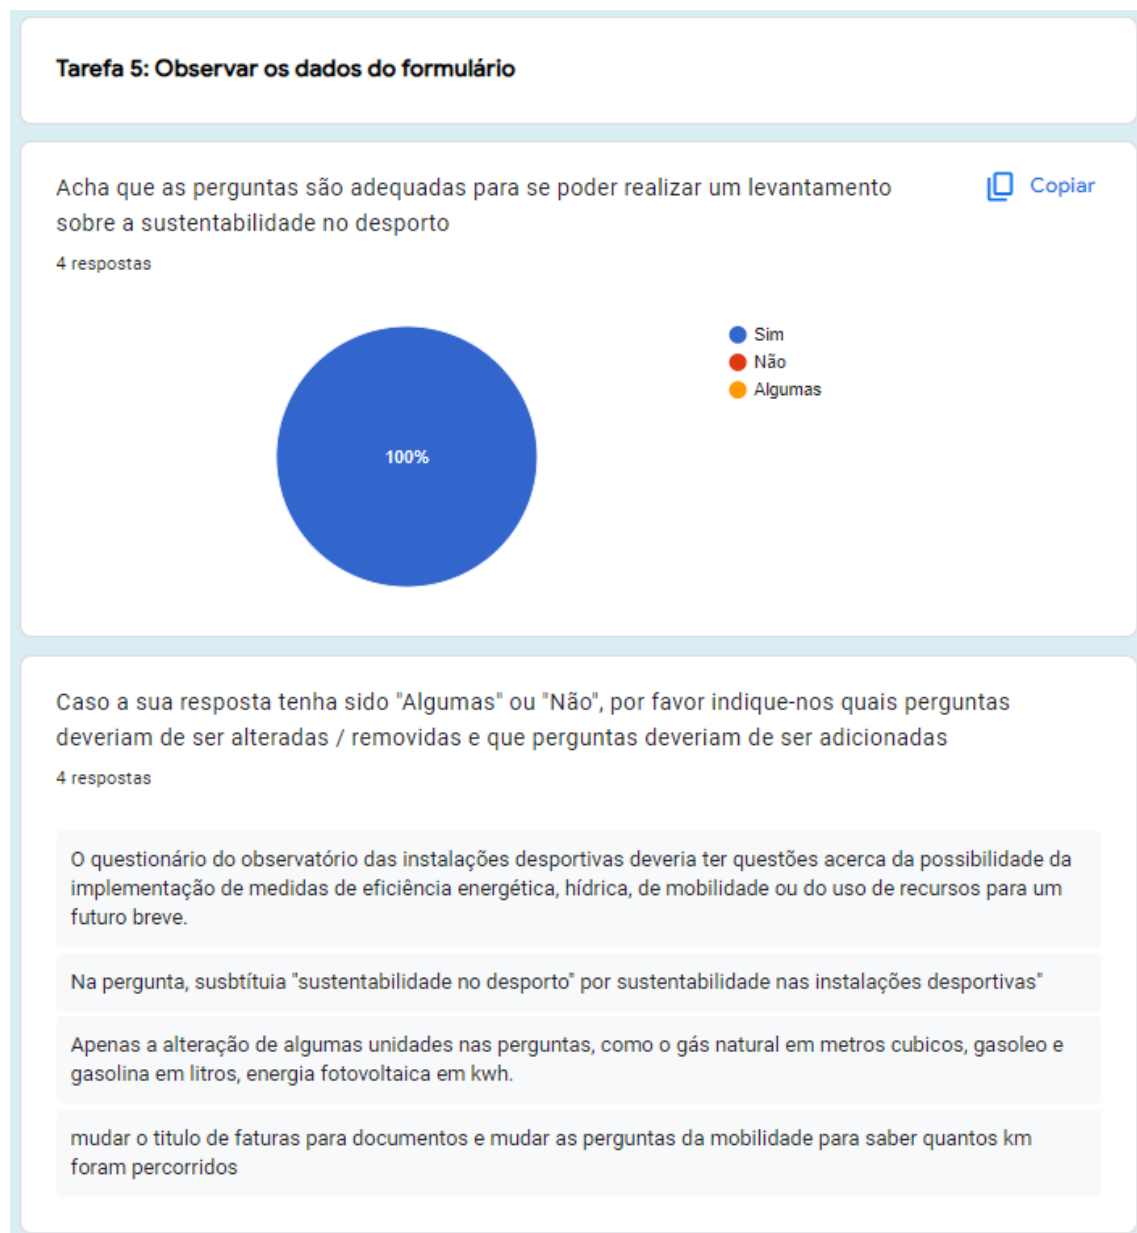 Tarefa 5: Observar os dados do formulário
Acha que as perguntas são adequadas para se poder realizar um levantamento
sobre a sustentabilidade no desporto
Copiar
4 respostas
Sim
Não
Algumas
100%
Caso a sua resposta tenha sido "Algumas" ou "Não", por favor indique-nos quais perguntas
deveriam de ser alteradas / removidas e que perguntas deveriam de ser adicionadas
4 respostas
O questionário do observatório das instalações desportivas deveria ter questões acerca da possibilidade da
implementação de medidas de eficiência energética, hídrica, de mobilidade ou do uso de recursos para um
futuro breve.
Na pergunta, susbtítuia "sustentabilidade no desporto" por sustentabilidade nas instalações desportivas"
Apenas a alteração de algumas unidades nas perguntas, como o gás natural em metros cubicos, gasoleo e
gasolina em litros, energia fotovoltaica em kwh.
mudar o titulo de faturas para documentos e mudar as perguntas da mobilidade para saber quantos km
foram percorridos